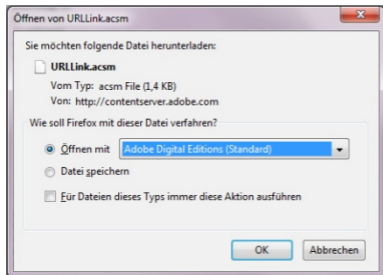 Öffnen von URLLink.acsm
Sie möchten folgende Datei herunterladen:
URLLink.acsm
Vom Typ: acsm File (1,4 KB)
Von: http://contentserver.adobe.com
Wie soll Firefox mit dieser Datei verfahren?
Öffnen mit Adobe Digital Editions (Standard)
Datei speichern
Für Dateien dieses Typs immer diese Aktion ausführen
OK Abbrechen